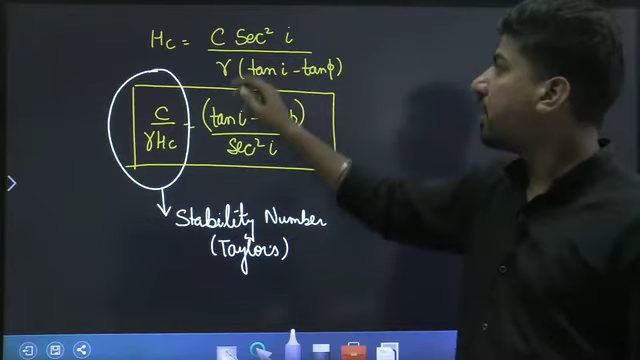 Hc = C Sec² i
γ (tan i - tanϕ)
C (tan i -
γHc = Sec² i
Stability Number
(Taylor's)